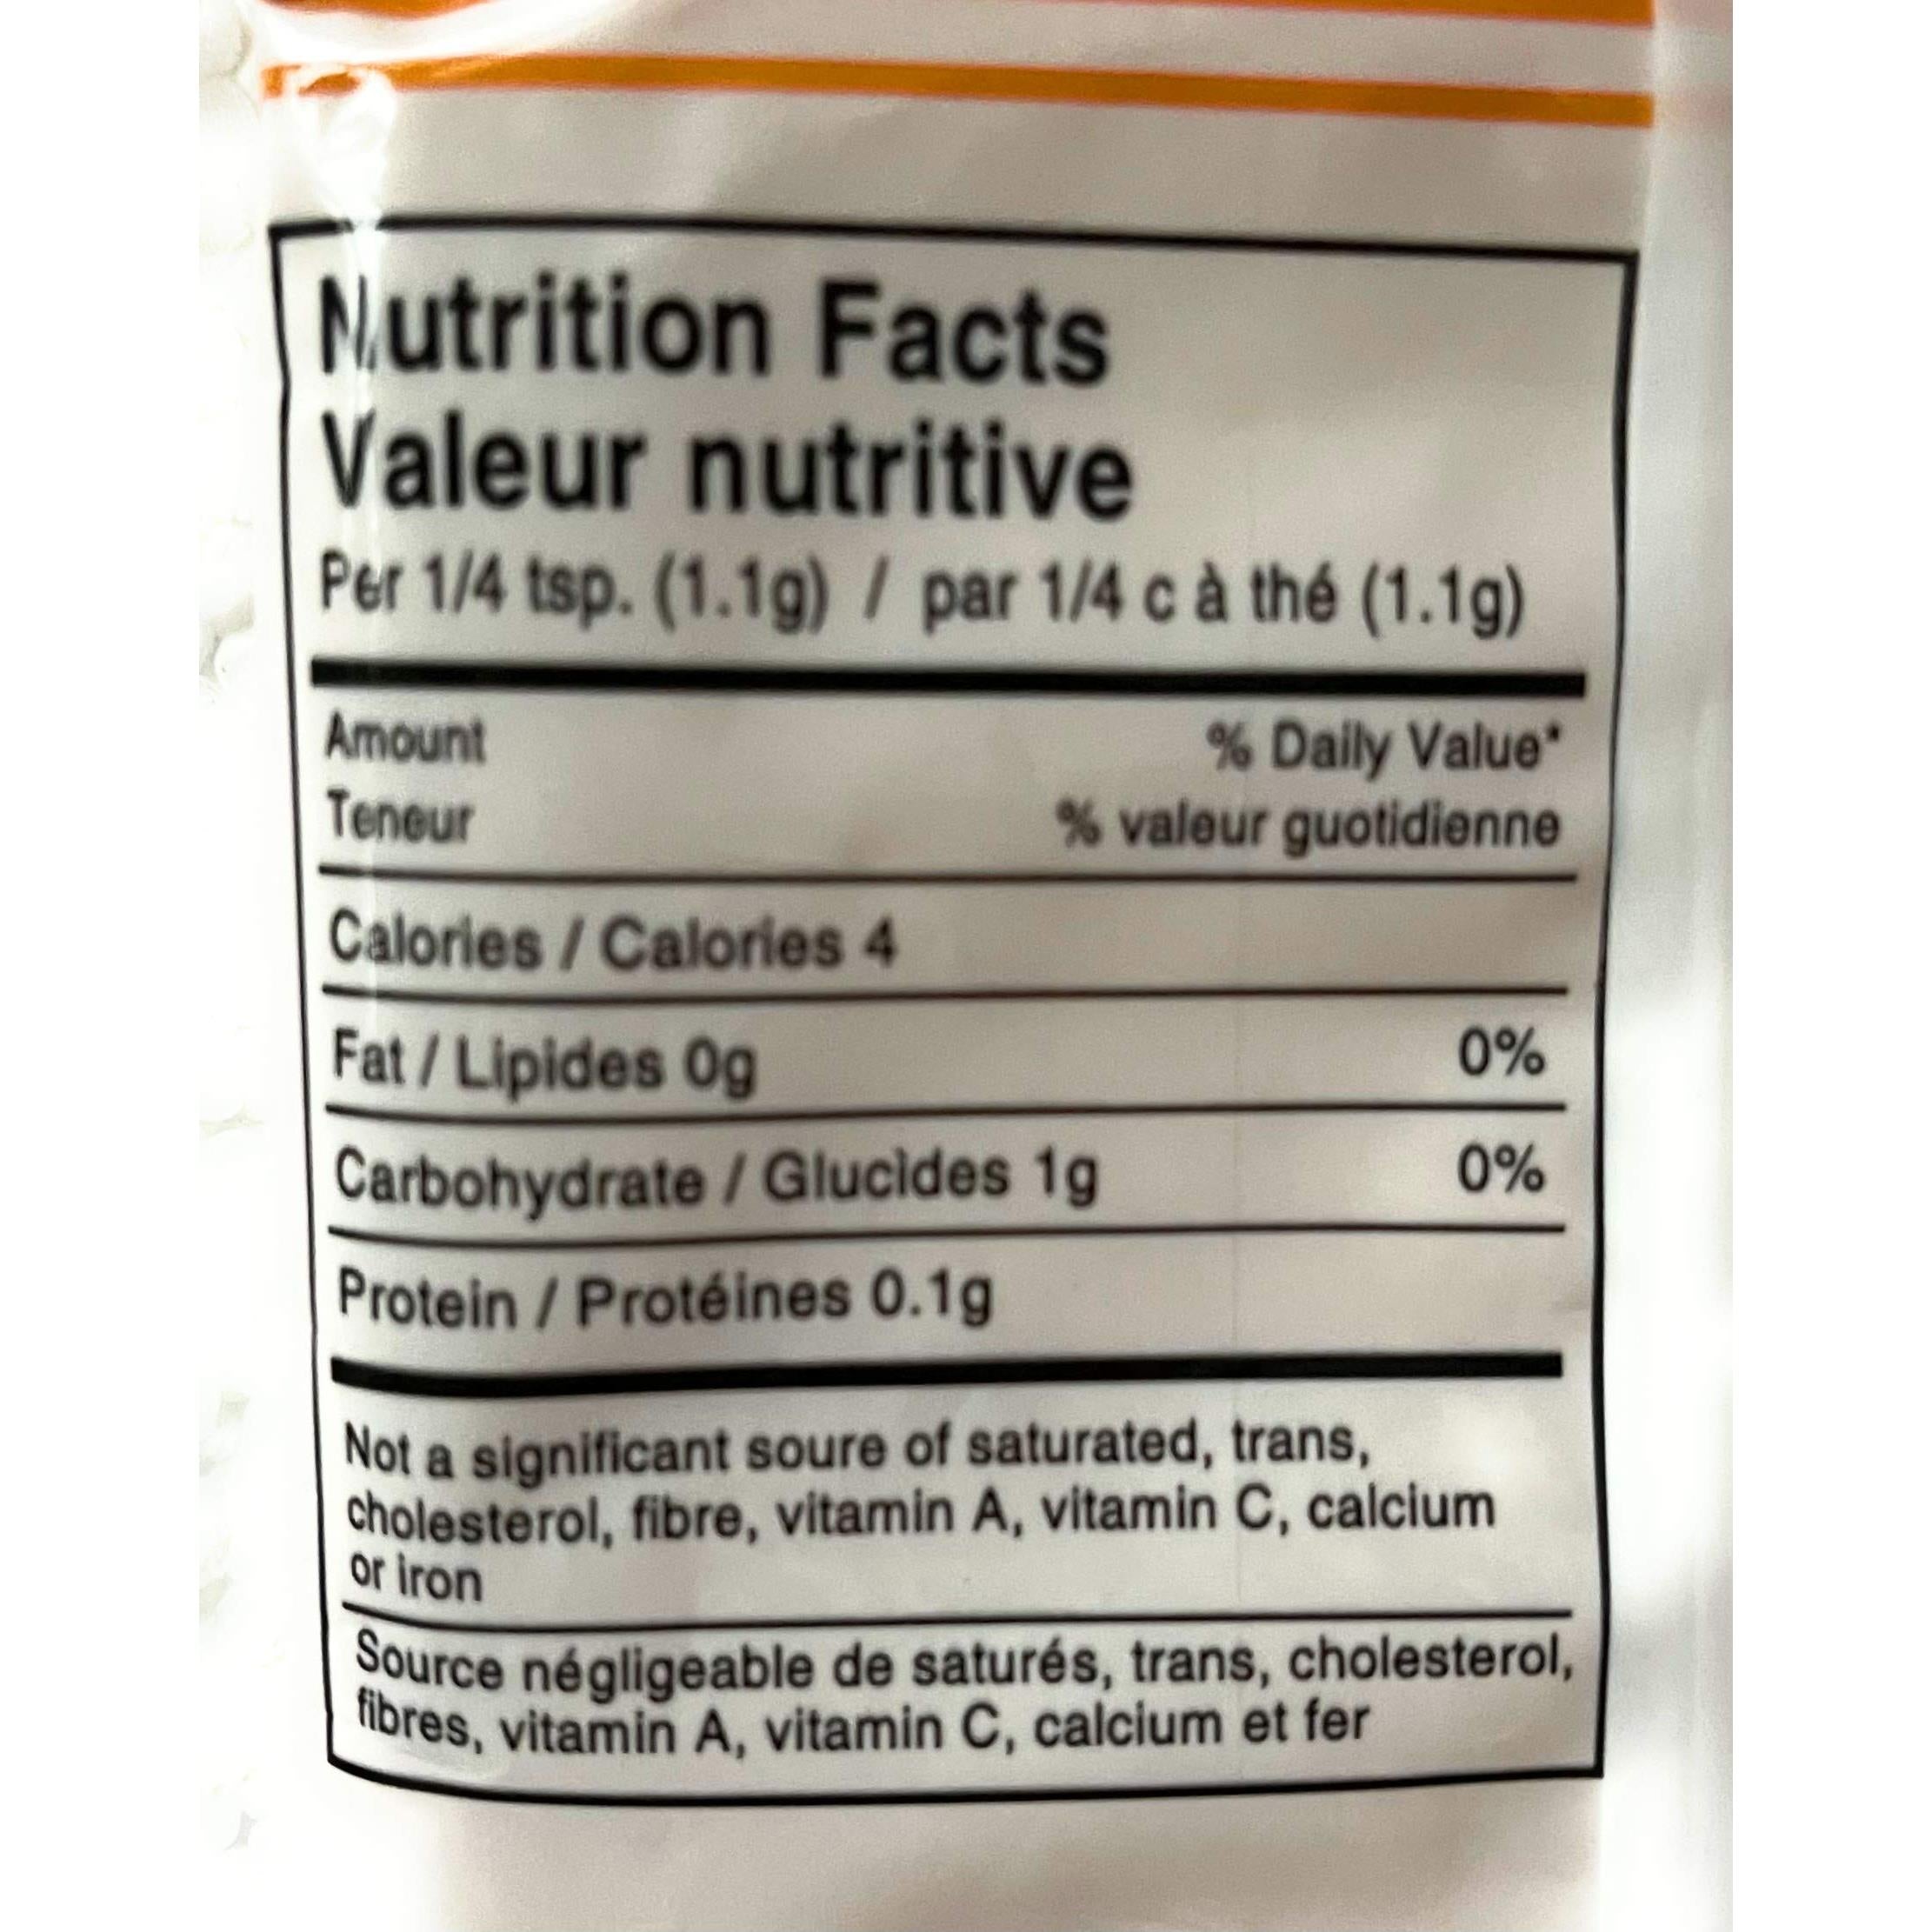 Nutrition Facts
Valeur nutritive
Per 1/4 tsp. (1.1g) / par 1/4 c à thé (1.1g)
Amount
% Daily Value*
Teneur
% valeur guotidienne
Calories / Calories 4
Fat / Lipides 0g 0%
Carbohydrate / Glucides 1g 0%
Protein / Protéines 0.1g
Not a significant soure of saturated, trans,
cholesterol, fibre, vitamin A, vitamin C, calcium
or iron
Source négligeable de saturés, trans, cholesterol,
fibres, vitamin A, vitamin C, calcium et fer